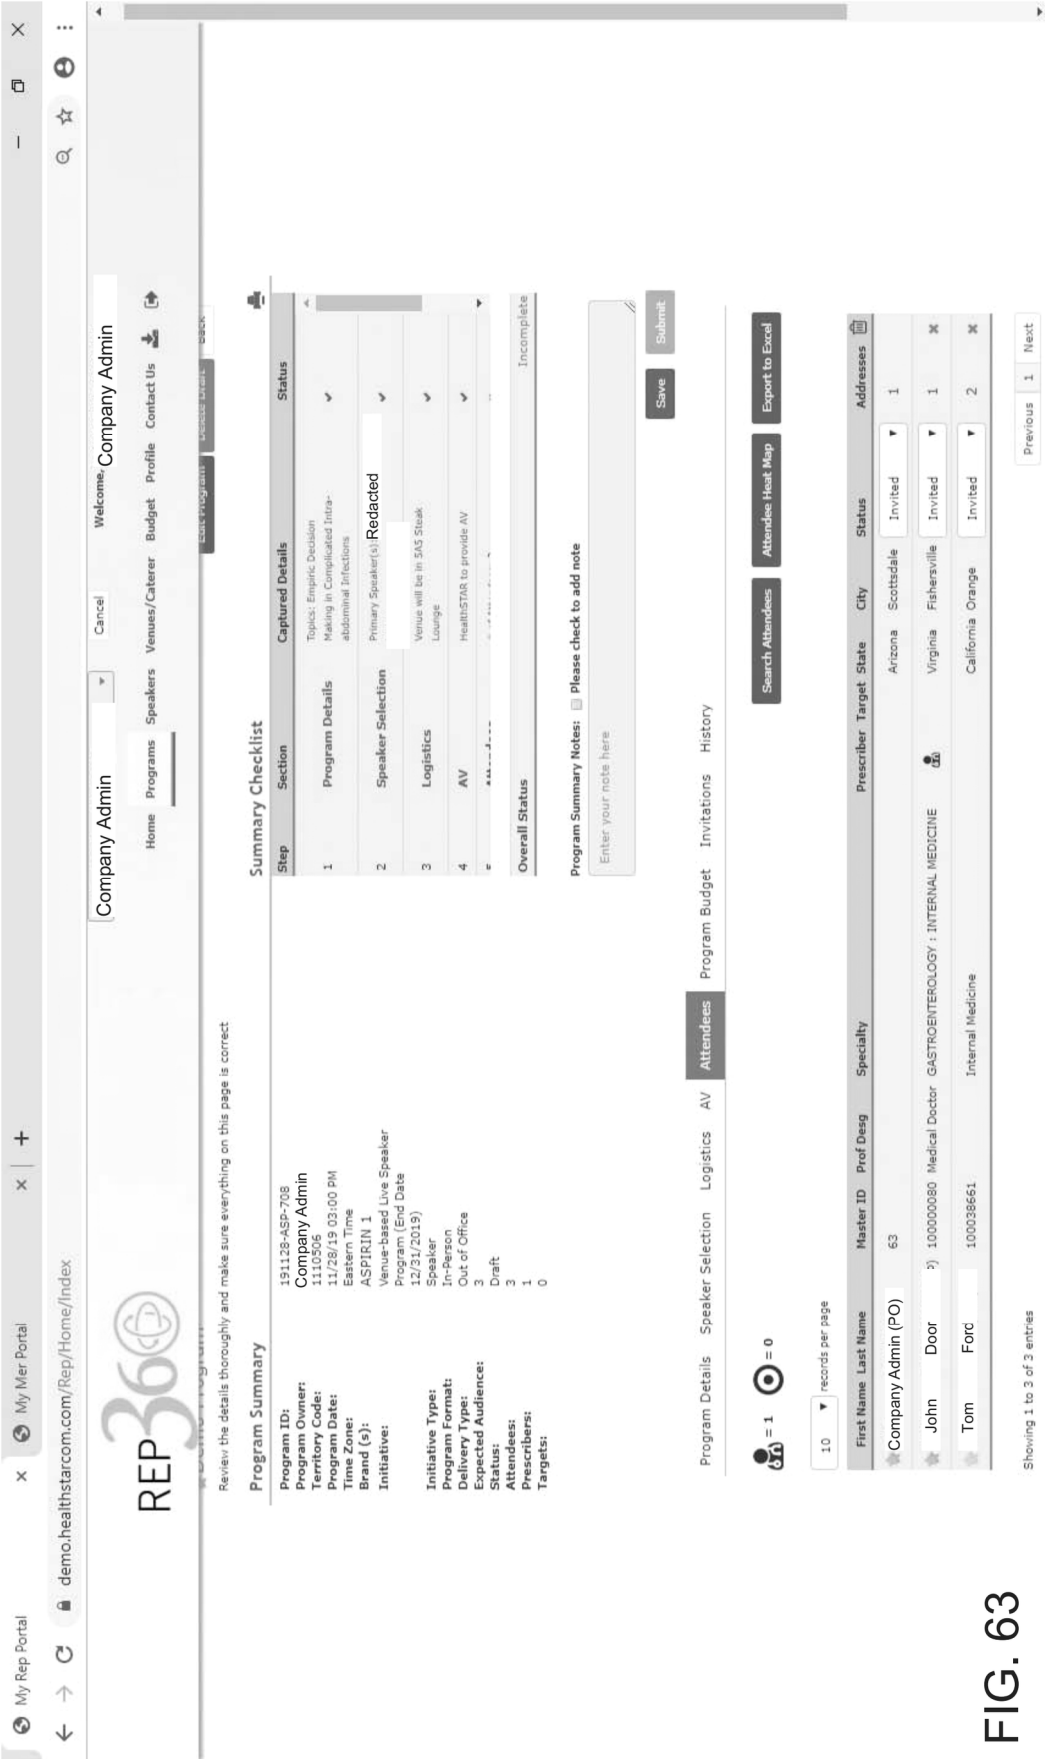 My Rep Portal
My Mer Portal
demo.healthstarcom.com/Rep/Home/Index
Company Admin
Cancel
Welcome, Company Admin
REP 360
Home Programs Speakers Venues/Caterer Budget Profile Contact Us
Edit Program Delete Draft Back
Demo Program
Review the details thoroughly and make sure everything on this page is correct
Program Summary
Program ID: 191128-ASP-708
Program Owner: Company Admin
Territory Code: 1110506
Program Date: 11/28/19 03:00 PM
Time Zone: Eastern Time
Brand (s): ASPIRIN 1
Initiative: Venue-based Live Speaker
Program (End Date
12/31/2019)
Initiative Type: Speaker
Program Format: In-Person
Delivery Type: Out of Office
Expected Audience: 3
Status: Draft
Attendees: 3
Prescribers: 1
Targets: 0
Summary Checklist
Step Section Captured Details Status
1 Program Details Topics: Empiric Decision
Making in Complicated Intra-
abdominal Infections
2 Speaker Selection Primary Speaker(s): Redacted
3 Logistics Venue will be in SAS Steak
Lounge
4 AV HealthSTAR to provide AV
Overall Status Incomplete
Program Summary Notes: Please check to add note
Enter your note here
Save Submit
Program Details Speaker Selection Logistics AV Attendees Program Budget Invitations History
= 1 = 0
Search Attendees Attendee Heat Map Export to Excel
10 records per page
First Name Last Name Master ID Prof Desg Specialty Prescriber Target State City Status Addresses
Company Admin (PO) 63 Arizona Scottsdale Invited 1
John Door ?) 100000080 Medical Doctor GASTROENTEROLOGY : INTERNAL MEDICINE Virginia Fishersville Invited 1
Tom Ford 100038661 Internal Medicine California Orange Invited 2
Showing 1 to 3 of 3 entries
Previous 1 Next
FIG. 63